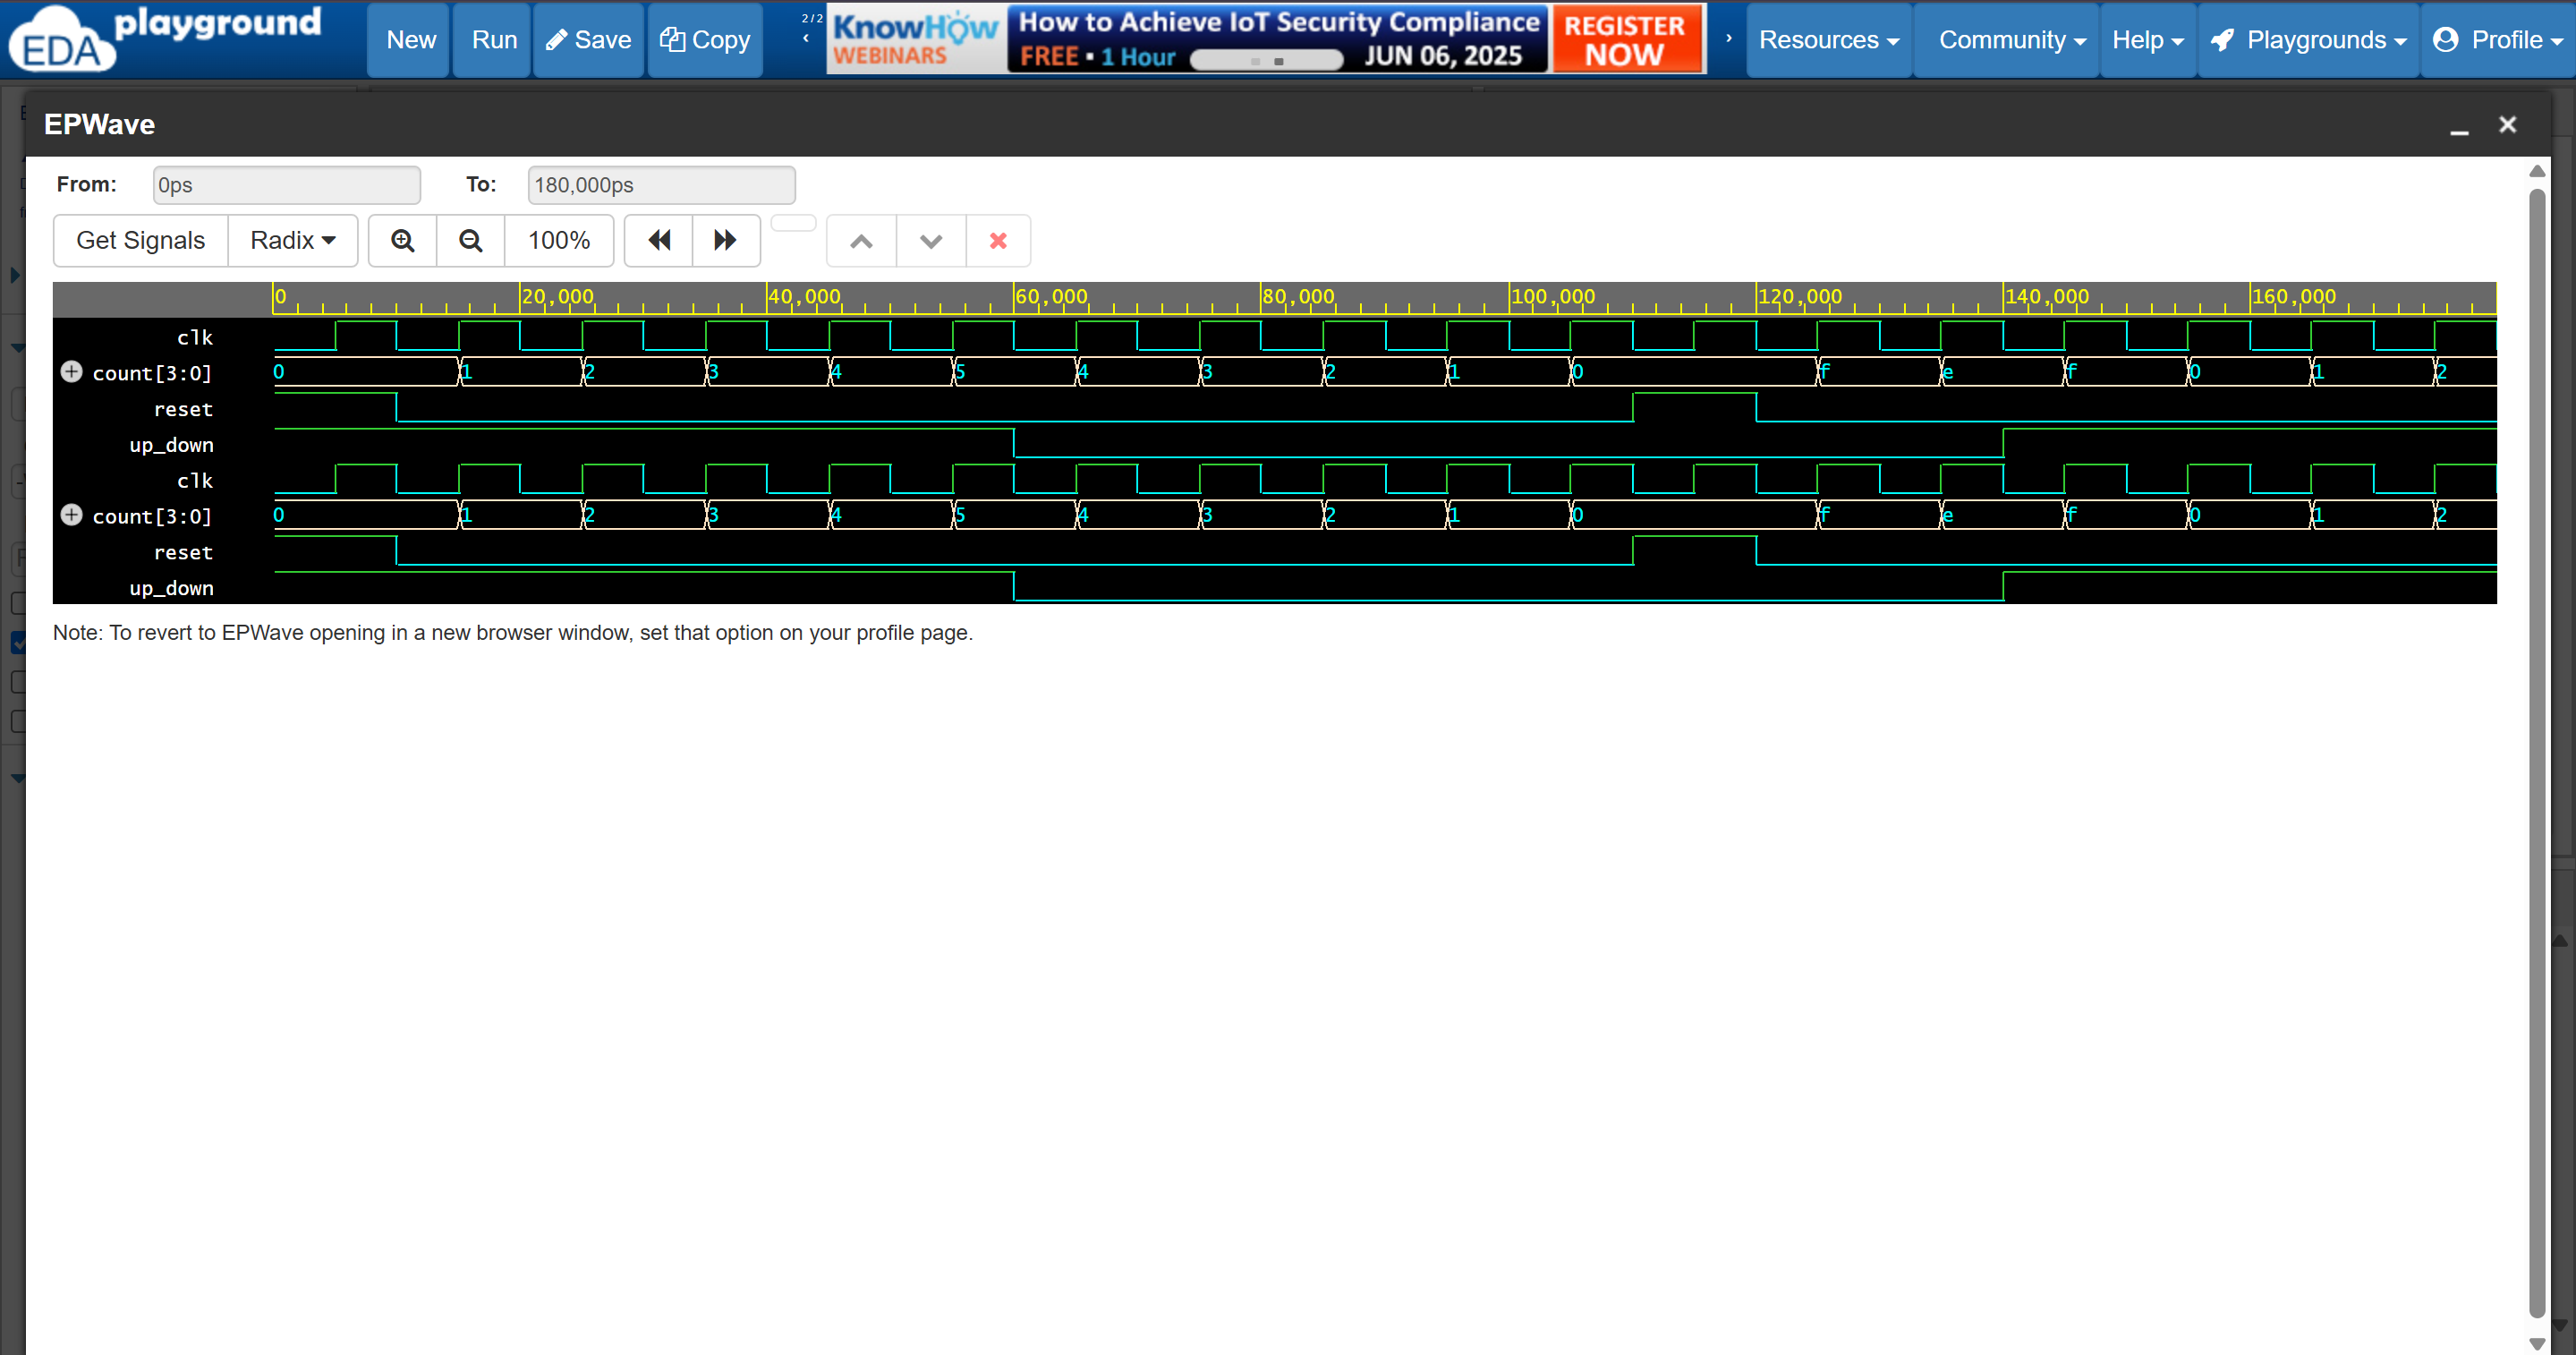 EDA playground
New
Run
Save
Copy
2 / 2
‹
KnowHow
WEBINARS
How to Achieve IoT Security Compliance
FREE ▪ 1 Hour
JUN 06, 2025
REGISTER
NOW
›
Resources
Community
Help
Playgrounds
Profile
EPWave
From: 0ps To: 180,000ps
Get Signals
Radix
100%
0 20,000 40,000 60,000 80,000 100,000 120,000 140,000 160,000
clk
count[3:0] 0 1 2 3 4 5 4 3 2 1 0 f e f 0 1 2
reset
up_down
clk
count[3:0] 0 1 2 3 4 5 4 3 2 1 0 f e f 0 1 2
reset
up_down
Note: To revert to EPWave opening in a new browser window, set that option on your profile page.